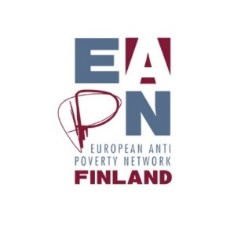 EA
PN
EUROPEAN ANTI
POVERTY NETWORK
FINLAND